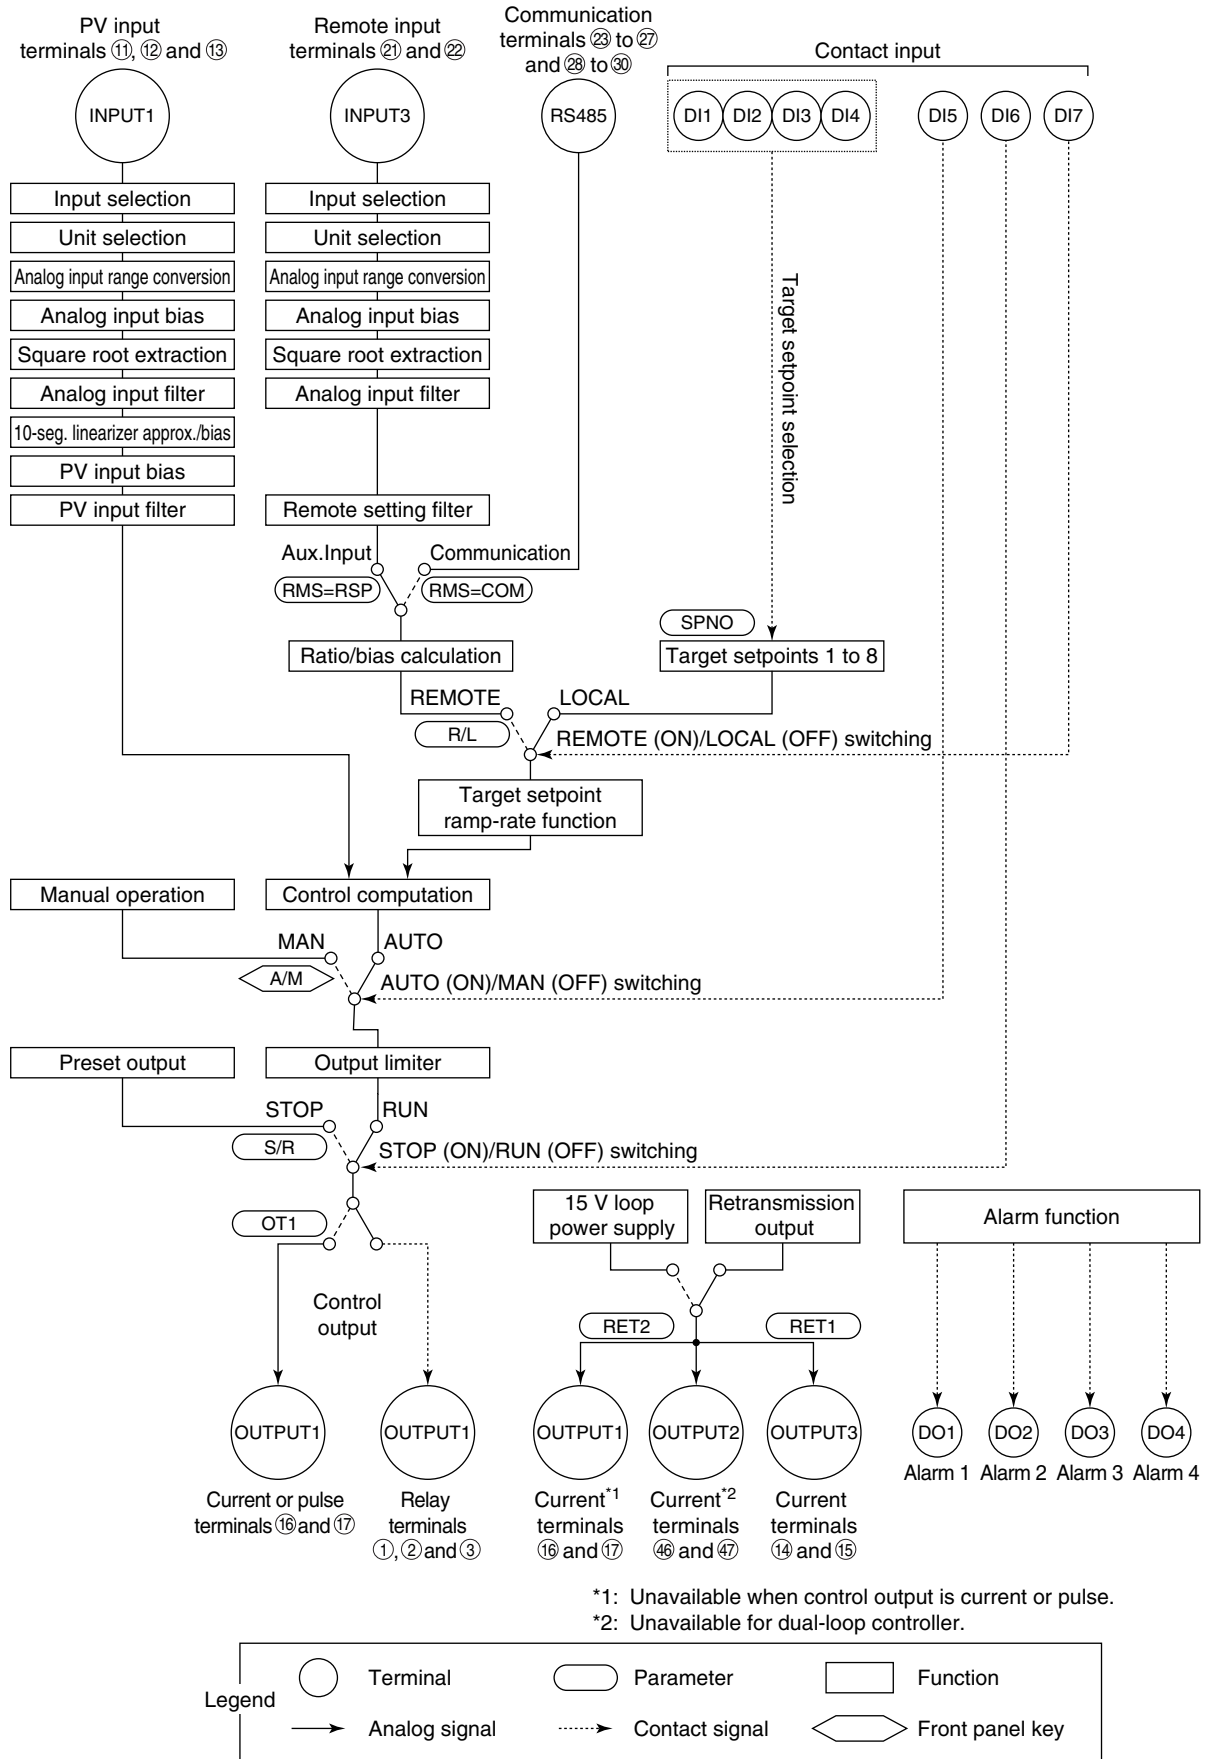 PV input
terminals ⑪, ⑫ and ⑬
Remote input
terminals ㉑ and ㉒
Communication
terminals ㉓ to ㉗
and ㉘ to ㉚
Contact input
INPUT1
INPUT3
RS485
DI1
DI2
DI3
DI4
DI5
DI6
DI7
Input selection
Unit selection
Analog input range conversion
Analog input bias
Square root extraction
Analog input filter
10-seg. linearizer approx./bias
PV input bias
PV input filter
Input selection
Unit selection
Analog input range conversion
Analog input bias
Square root extraction
Analog input filter
Remote setting filter
Target setpoint selection
Aux.Input
Communication
RMS=RSP
RMS=COM
SPNO
Ratio/bias calculation
Target setpoints 1 to 8
REMOTE
LOCAL
R/L
REMOTE (ON)/LOCAL (OFF) switching
Target setpoint
ramp-rate function
Manual operation
Control computation
MAN
AUTO
A/M
AUTO (ON)/MAN (OFF) switching
Preset output
Output limiter
STOP
RUN
S/R
STOP (ON)/RUN (OFF) switching
OT1
15 V loop
power supply
Retransmission
output
Alarm function
Control
output
RET2
RET1
OUTPUT1
OUTPUT1
OUTPUT1
OUTPUT2
OUTPUT3
DO1
DO2
DO3
DO4
Alarm 1
Alarm 2
Alarm 3
Alarm 4
Current or pulse
terminals ⑯ and ⑰
Relay
terminals
①, ② and ③
Current*1
terminals
⑯ and ⑰
Current*2
terminals
㊻ and ㊼
Current
terminals
⑭ and ⑮
*1: Unavailable when control output is current or pulse.
*2: Unavailable for dual-loop controller.
Legend
Terminal
Parameter
Function
Analog signal
Contact signal
Front panel key